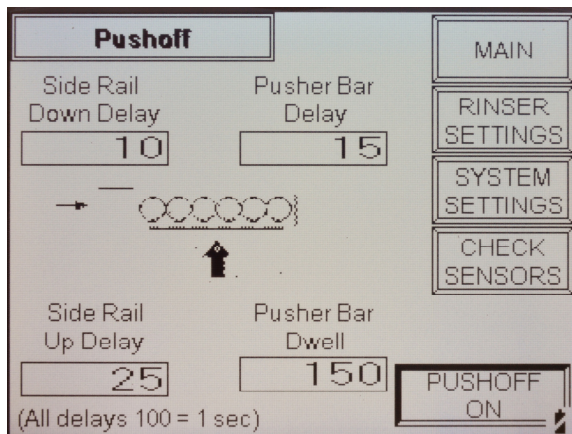 Pushoff
MAIN
Side Rail
Down Delay
10
Pusher Bar
Delay
15
RINSER
SETTINGS
SYSTEM
SETTINGS
CHECK
SENSORS
Side Rail
Up Delay
25
Pusher Bar
Dwell
150
PUSHOFF
ON
(All delays 100 = 1 sec)